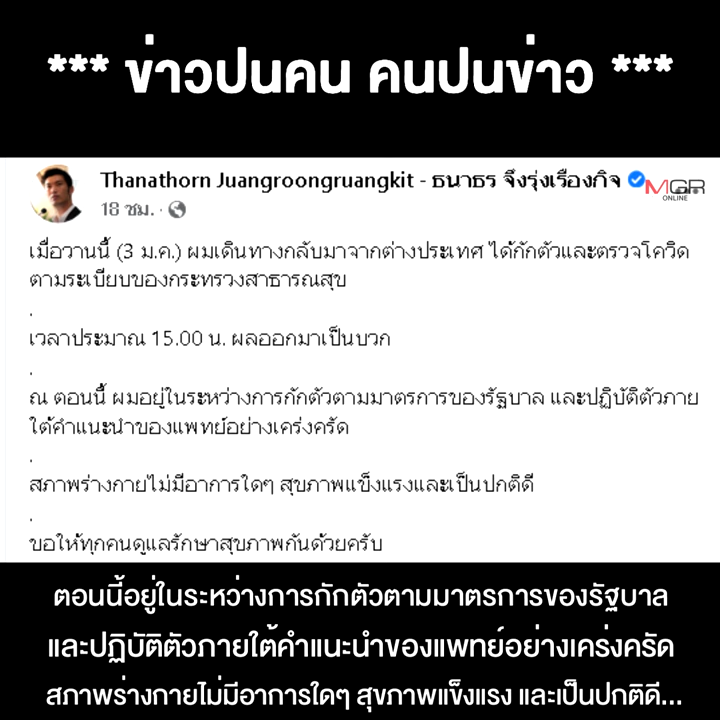 *** ข่าวปนคน คนปนข่าว ***
Thanathorn Juangroongruangkit - ธนาธร จึงรุ่งเรืองกิจ
MGR
ONLINE
18 ชม. ·
เมื่อวานนี้ (3 ม.ค.) ผมเดินทางกลับมาจากต่างประเทศ ได้กักตัวและตรวจโควิด
ตามระเบียบของกระทรวงสาธารณสุข
.
เวลาประมาณ 15.00 น. ผลออกมาเป็นบวก
.
ณ ตอนนี้ ผมอยู่ในระหว่างการกักตัวตามมาตรการของรัฐบาล และปฏิบัติตัวภาย
ใต้คำแนะนำของแพทย์อย่างเคร่งครัด
.
สภาพร่างกายไม่มีอาการใดๆ สุขภาพแข็งแรงและเป็นปกติดี
.
ขอให้ทุกคนดูแลรักษาสุขภาพกันด้วยครับ
ตอนนี้อยู่ในระหว่างการกักตัวตามมาตรการของรัฐบาล
และปฏิบัติตัวภายใต้คำแนะนำของแพทย์อย่างเคร่งครัด
สภาพร่างกายไม่มีอาการใดๆ สุขภาพแข็งแรง และเป็นปกติดี...